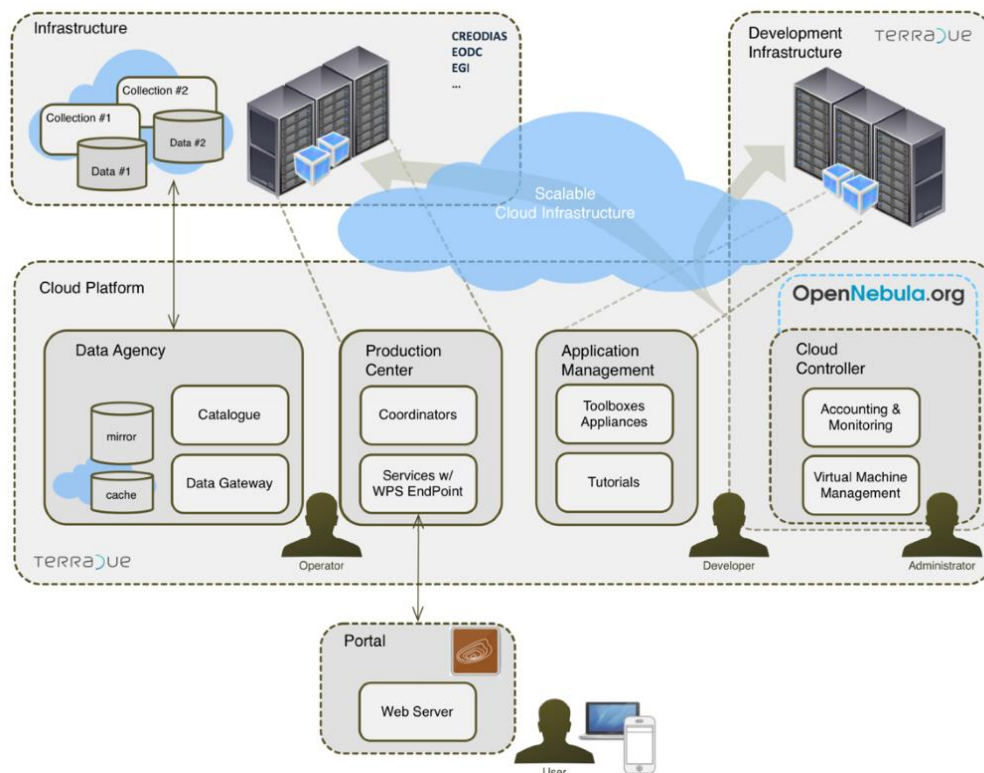 Infrastructure
CREODIAS
EODC
EGI
...
Collection #2
Collection #1
Data #2
Data #1
Development
Infrastructure
TERRADUE
Scalable
Cloud Infrastructure
Cloud Platform
OpenNebula.org
Data Agency
Catalogue
mirror
Data Gateway
cache
Production
Center
Coordinators
Services w/
WPS EndPoint
Application
Management
Toolboxes
Appliances
Tutorials
Cloud
Controller
Accounting &
Monitoring
Virtual Machine
Management
TERRADUE
Operator
Developer
Administrator
Portal
Web Server
User